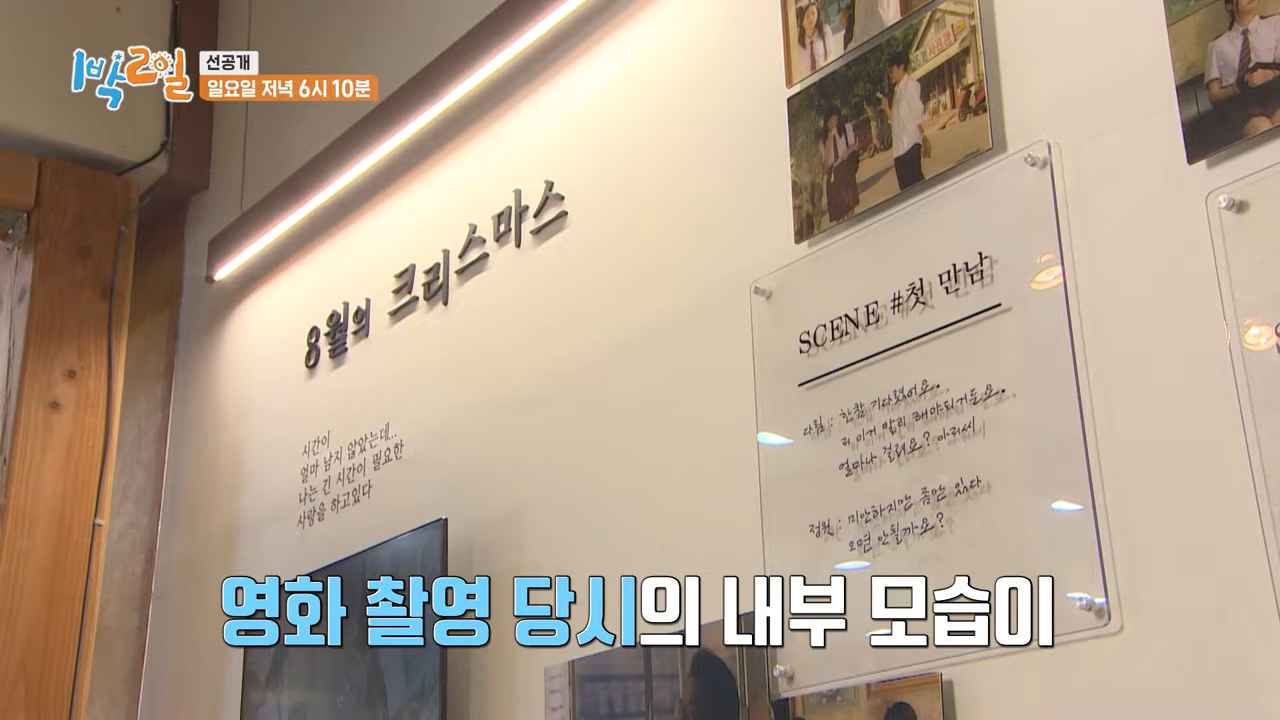 1박2일
선공개
일요일 저녁 6시 10분
8월의 크리스마스
시간이
얼마 남지 않았는데..
나는 긴 시간이 필요한
사랑을 하고있다
사진관
SCENE #첫 만남
다림 : 한참 기다렸어요.
저 이거 빨리 해야되거든요.
얼마나 걸려요? 아저씨
정원 : 미안하지만 좀만 있다
오면 안될까요?
영화 촬영 당시의 내부 모습이